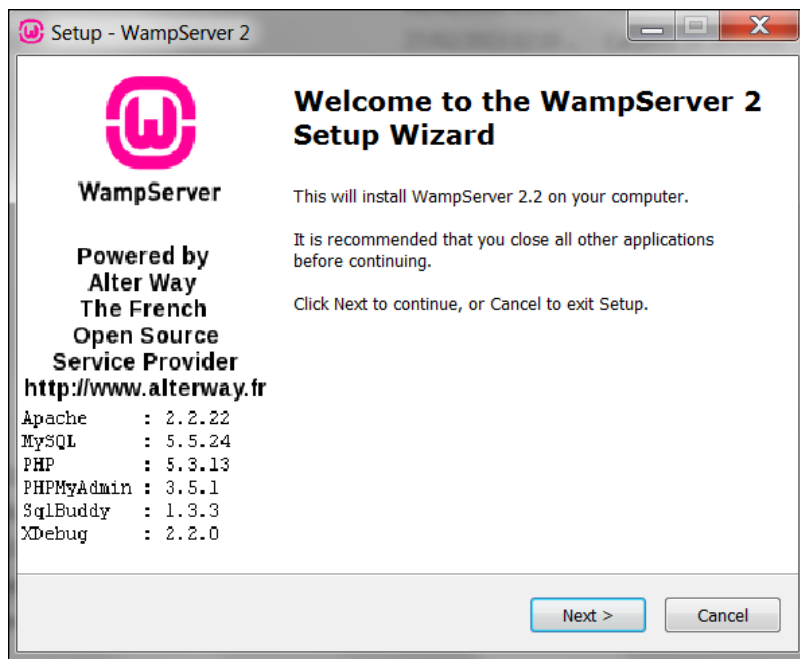 Setup - WampServer 2
WampServer
Powered by
Alter Way
The French
Open Source
Service Provider
http://www.alterway.fr
Apache : 2.2.22
MySQL : 5.5.24
PHP : 5.3.13
PHPMyAdmin : 3.5.1
SqlBuddy : 1.3.3
XDebug : 2.2.0
Welcome to the WampServer 2
Setup Wizard
This will install WampServer 2.2 on your computer.
It is recommended that you close all other applications
before continuing.
Click Next to continue, or Cancel to exit Setup.
Next >
Cancel